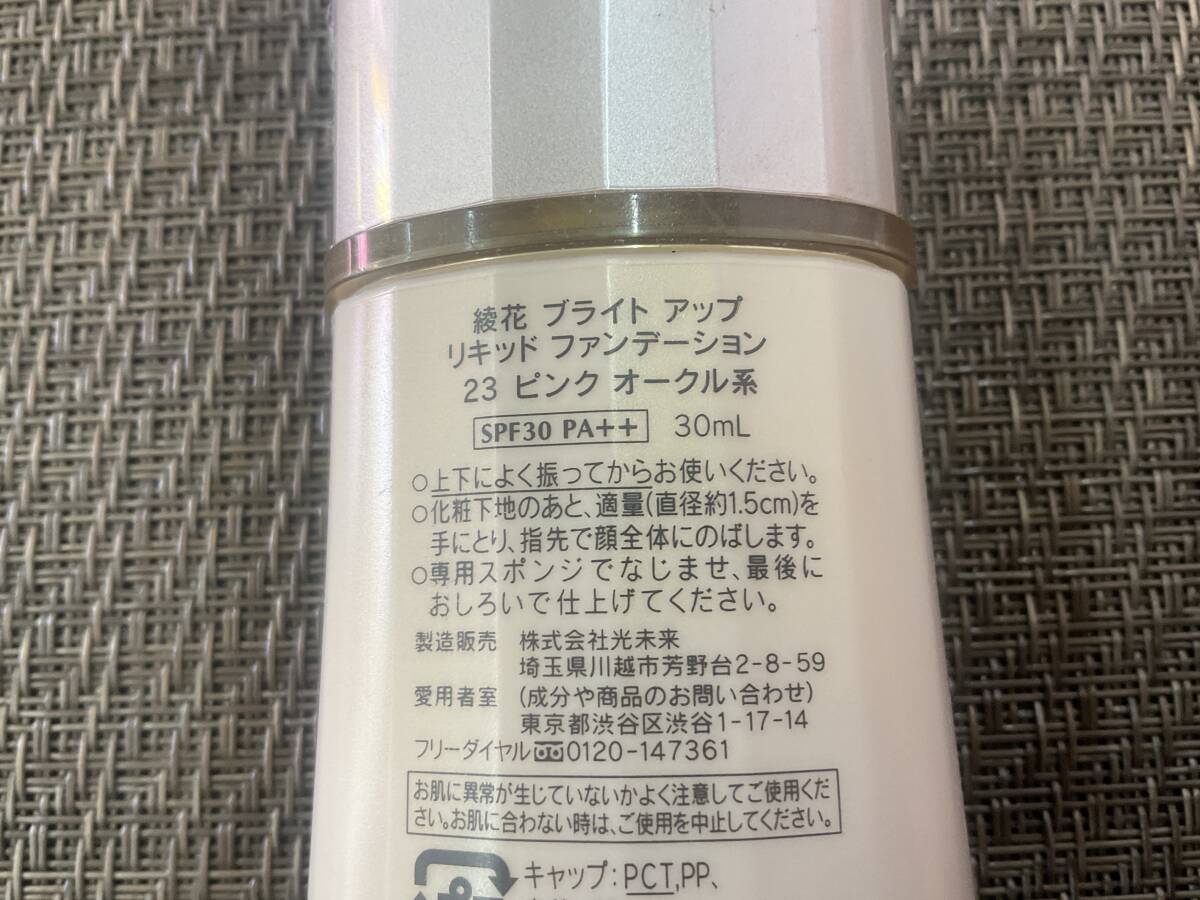 綾花 ブライト アップ
リキッド ファンデーション
23 ピンク オークル系
SPF30 PA++ 30mL
○上下によく振ってからお使いください。
○化粧下地のあと、適量(直径約1.5cm)を
手にとり、指先で顔全体にのばします。
○専用スポンジでなじませ、最後に
おしろいで仕上げてください。
製造販売 株式会社光未来
埼玉県川越市芳野台2-8-59
愛用者室 (成分や商品のお問い合わせ)
東京都渋谷区渋谷1-17-14
フリーダイヤル 0120-147361
お肌に異常が生じていないかよく注意してご使用くだ
さい。お肌に合わない時は、ご使用を中止してください。
キャップ:PCT,PP、